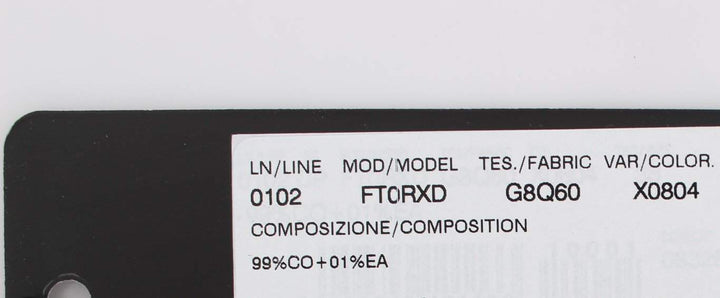 LN/LINE MOD/MODEL TES./FABRIC VAR/COLOR.
0102 FT0RXD G8Q60 X0804
COMPOSIZIONE/COMPOSITION
99%CO+01%EA